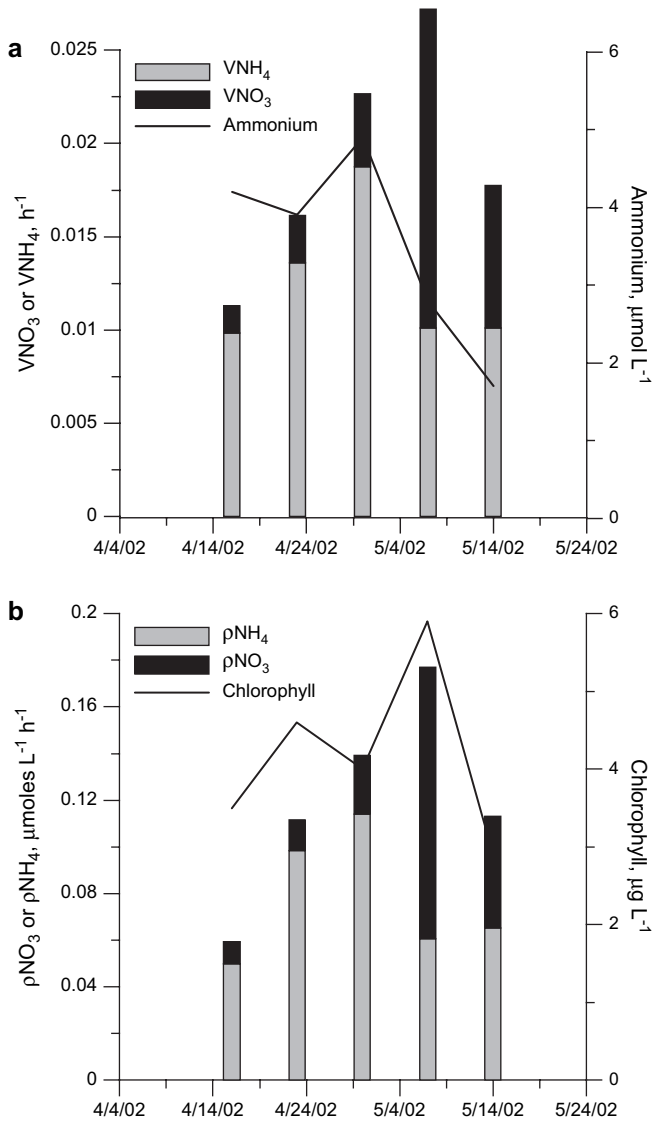 a
0.025
0.02
0.015
0.01
0.005
0
VNO₃ or VNH₄, h⁻¹
VNH₄
VNO₃
Ammonium
6
4
2
0
Ammonium, μmol L⁻¹
4/4/02 4/14/02 4/24/02 5/4/02 5/14/02 5/24/02
b
0.2
0.16
0.12
0.08
0.04
0
ρNO₃ or ρNH₄, μmoles L⁻¹ h⁻¹
ρNH₄
ρNO₃
Chlorophyll
6
4
2
0
Chlorophyll, μg L⁻¹
4/4/02 4/14/02 4/24/02 5/4/02 5/14/02 5/24/02